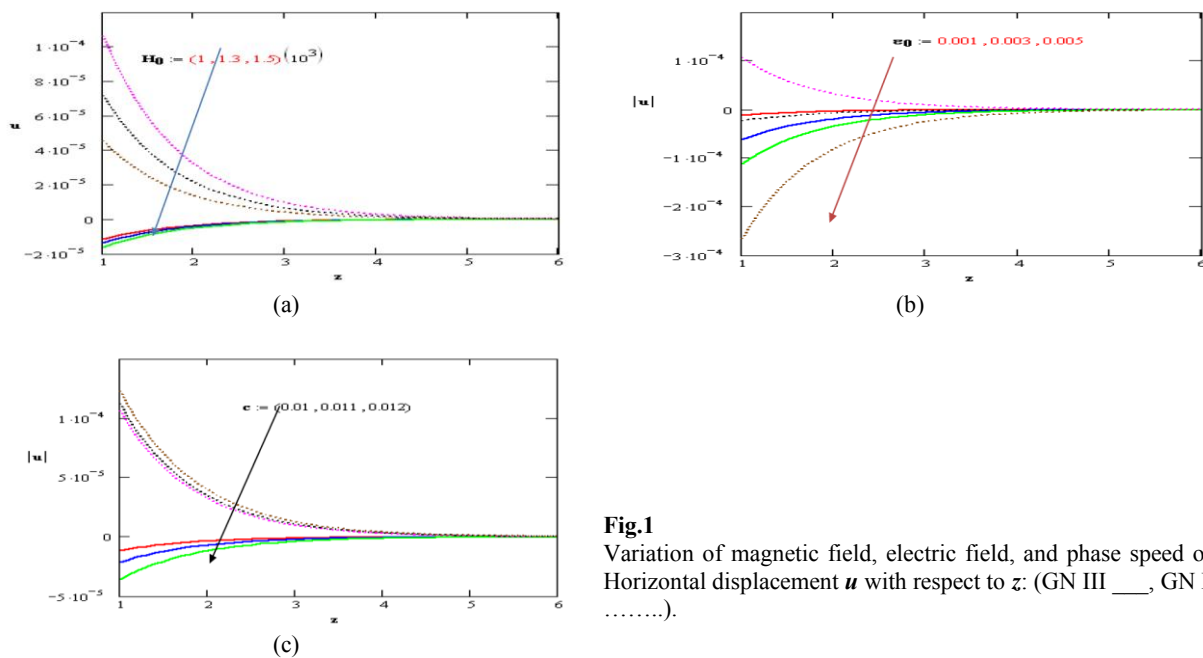 1·10⁻⁴
8·10⁻⁵
6·10⁻⁵
4·10⁻⁵
2·10⁻⁵
0
−2·10⁻⁵
u
H₀ := (1 , 1.3 , 1.5)(10³)
1 2 3 4 5 6
z
(a)
1·10⁻⁴
0
−1·10⁻⁴
−2·10⁻⁴
−3·10⁻⁴
|u|
e₀ := 0.001 , 0.003 , 0.005
1 2 3 4 5 6
z
(b)
1·10⁻⁴
5·10⁻⁵
0
−5·10⁻⁵
|u|
c := (0.01 , 0.011 , 0.012)
1 2 3 4 5 6
z
(c)
Fig.1
Variation of magnetic field, electric field, and phase speed o
Horizontal displacement u with respect to z: (GN III ___, GN
……..).